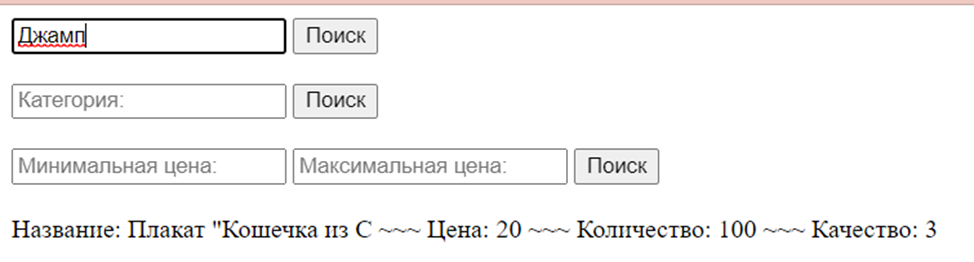 Джамп Поиск
Категория: Поиск
Минимальная цена: Максимальная цена: Поиск
Название: Плакат "Кошечка из С ~~~ Цена: 20 ~~~ Количество: 100 ~~~ Качество: 3